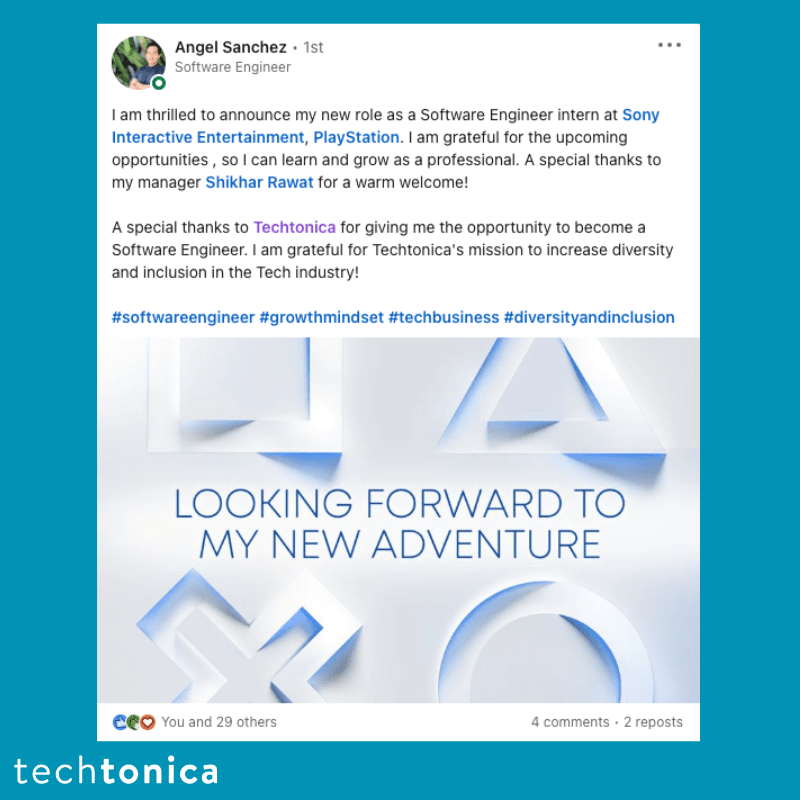 Angel Sanchez • 1st
Software Engineer
I am thrilled to announce my new role as a Software Engineer intern at Sony
Interactive Entertainment, PlayStation. I am grateful for the upcoming
opportunities , so I can learn and grow as a professional. A special thanks to
my manager Shikhar Rawat for a warm welcome!
A special thanks to Techtonica for giving me the opportunity to become a
Software Engineer. I am grateful for Techtonica's mission to increase diversity
and inclusion in the Tech industry!
#softwareengineer #growthmindset #techbusiness #diversityandinclusion
LOOKING FORWARD TO
MY NEW ADVENTURE
You and 29 others
4 comments • 2 reposts
techtonica